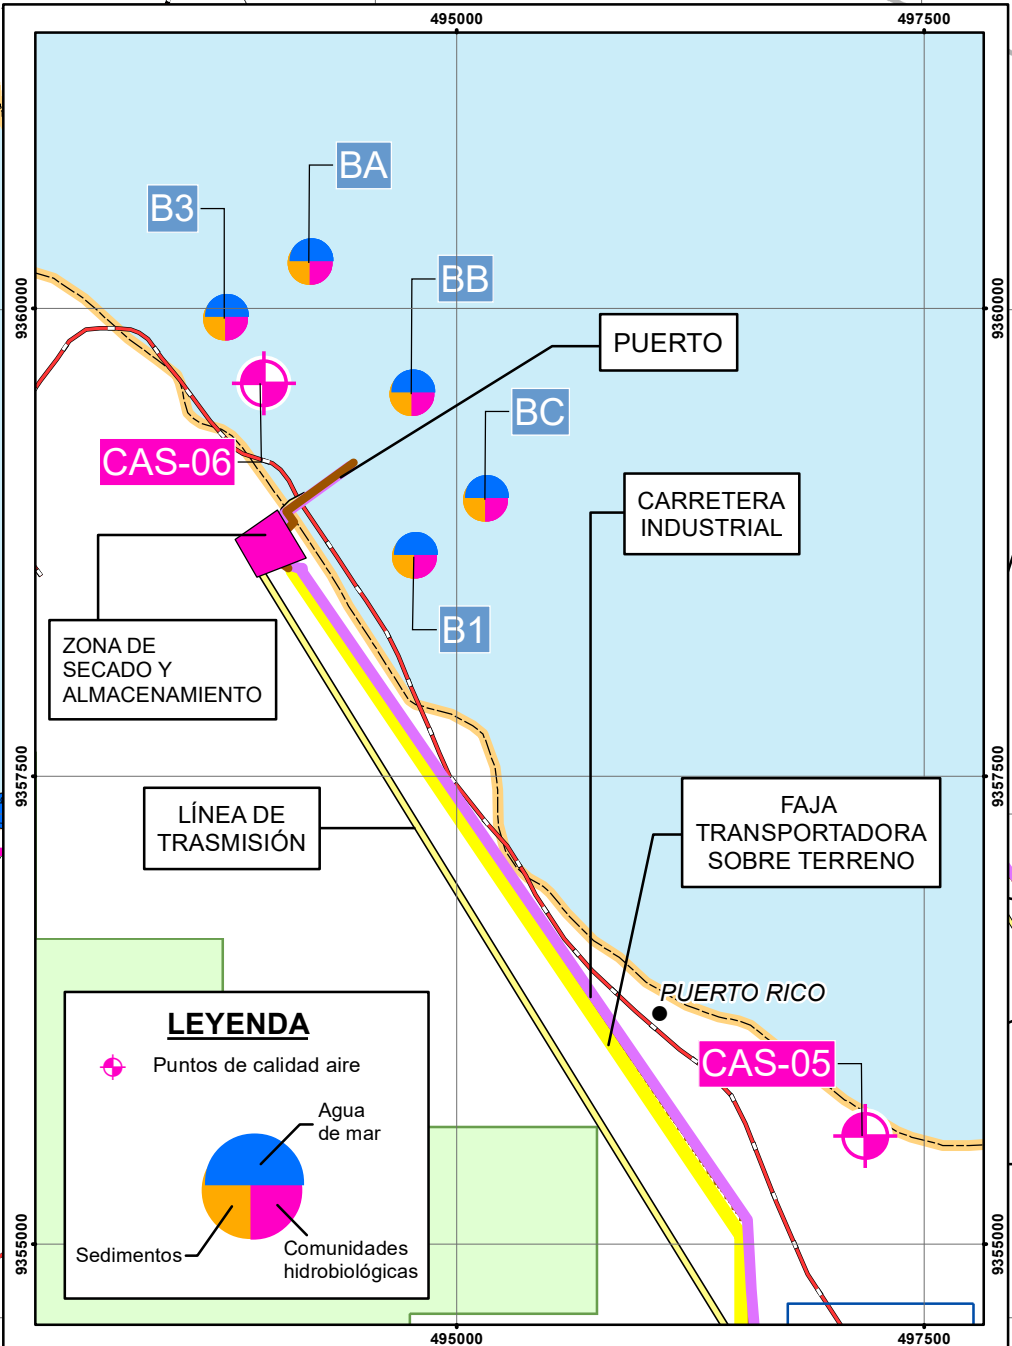 495000
497500
BA
B3
BB
9360000
9360000
PUERTO
BC
CAS-06
CARRETERA
INDUSTRIAL
B1
ZONA DE
SECADO Y
ALMACENAMIENTO
9357500
9357500
LÍNEA DE
TRASMISIÓN
FAJA
TRANSPORTADORA
SOBRE TERRENO
PUERTO RICO
LEYENDA
Puntos de calidad aire
CAS-05
Agua
de mar
Sedimentos
Comunidades
hidrobiológicas
9355000
9355000
495000
497500